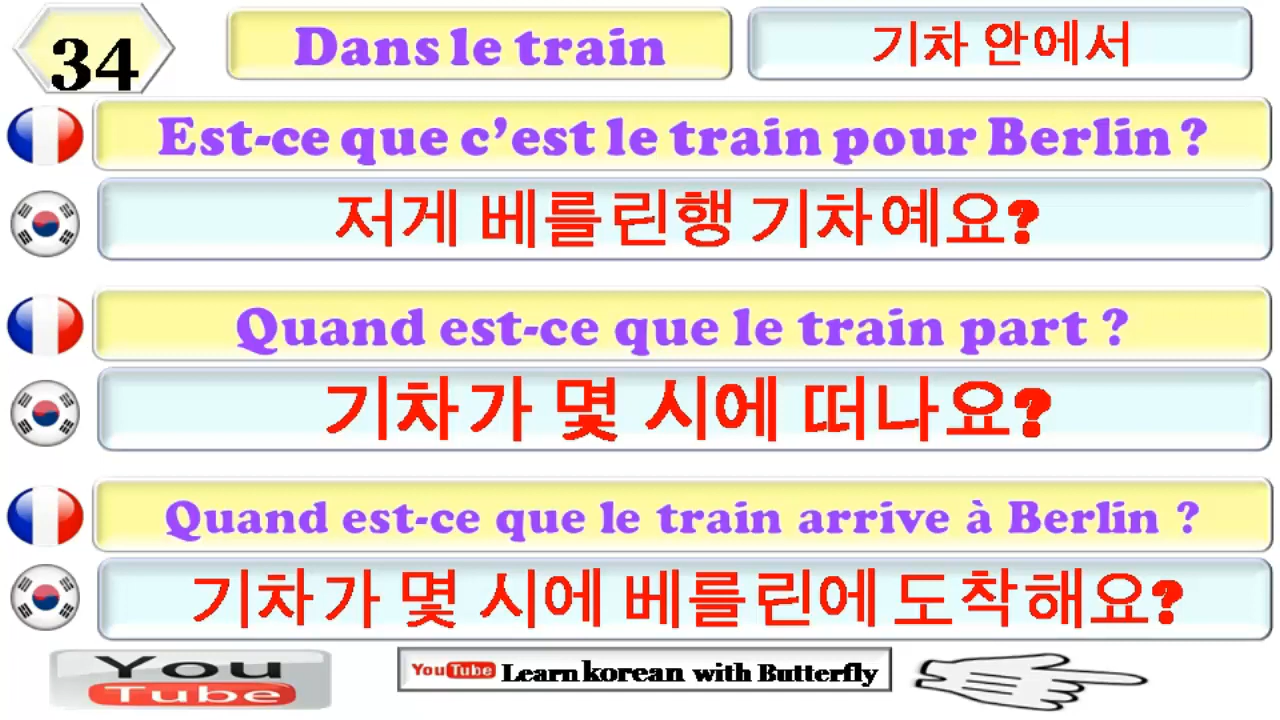 34
Dans le train
기차 안에서
Est-ce que c’est le train pour Berlin ?
저게 베를린행 기차예요?
Quand est-ce que le train part ?
기차가 몇 시에 떠나요?
Quand est-ce que le train arrive à Berlin ?
기차가 몇 시에 베를린에 도착해요?
You
Tube
YouTube Learn korean with Butterfly